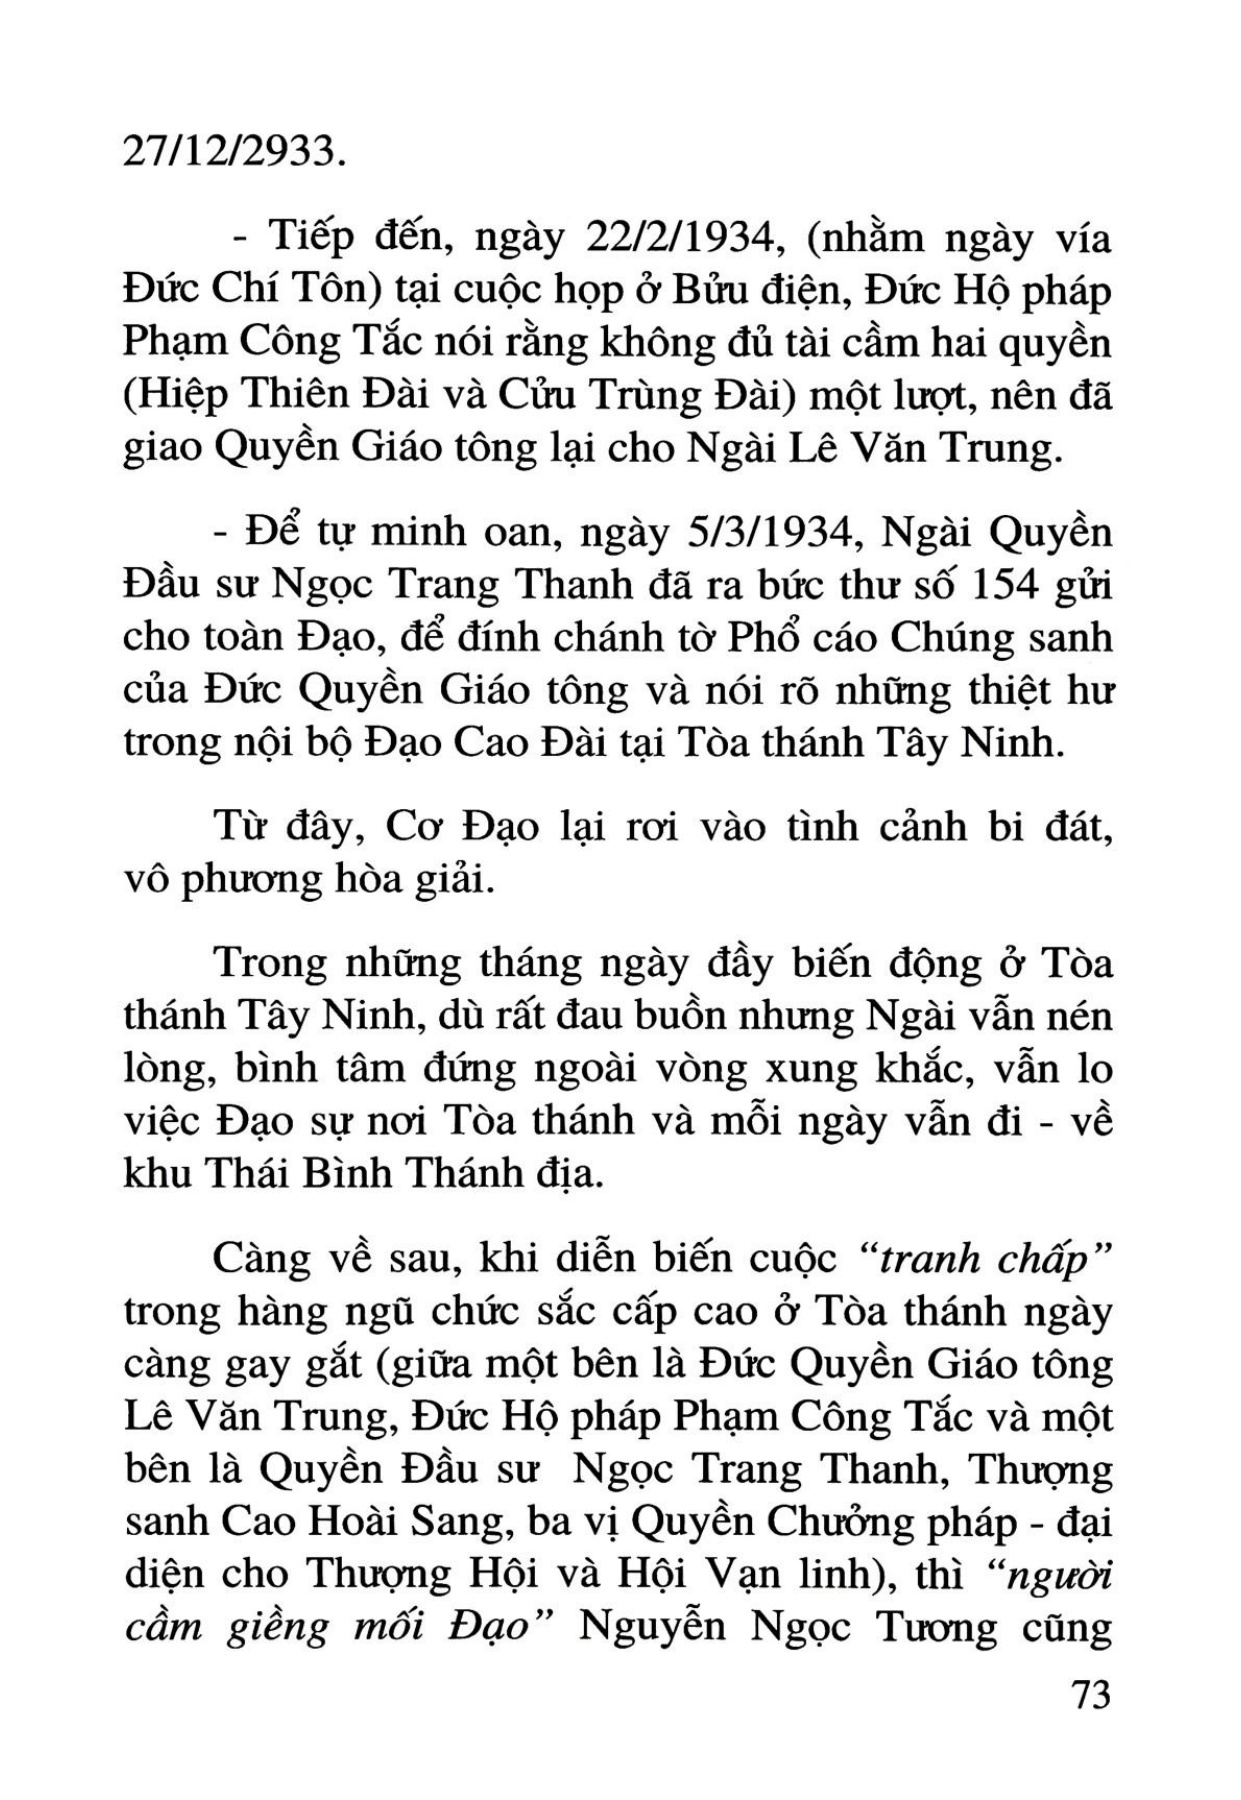 27/12/2933.
- Tiếp đến, ngày 22/2/1934, (nhằm ngày vía
Đức Chí Tôn) tại cuộc họp ở Bửu điện, Đức Hộ pháp
Phạm Công Tắc nói rằng không đủ tài cầm hai quyền
(Hiệp Thiên Đài và Cửu Trùng Đài) một lượt, nên đã
giao Quyền Giáo tông lại cho Ngài Lê Văn Trung.
- Để tự minh oan, ngày 5/3/1934, Ngài Quyền
Đầu sư Ngọc Trang Thanh đã ra bức thư số 154 gửi
cho toàn Đạo, để đính chánh tờ Phổ cáo Chúng sanh
của Đức Quyền Giáo tông và nói rõ những thiệt hư
trong nội bộ Đạo Cao Đài tại Tòa thánh Tây Ninh.
Từ đây, Cơ Đạo lại rơi vào tình cảnh bi đát,
vô phương hòa giải.
Trong những tháng ngày đầy biến động ở Tòa
thánh Tây Ninh, dù rất đau buồn nhưng Ngài vẫn nén
lòng, bình tâm đứng ngoài vòng xung khắc, vẫn lo
việc Đạo sự nơi Tòa thánh và mỗi ngày vẫn đi - về
khu Thái Bình Thánh địa.
Càng về sau, khi diễn biến cuộc “tranh chấp”
trong hàng ngũ chức sắc cấp cao ở Tòa thánh ngày
càng gay gắt (giữa một bên là Đức Quyền Giáo tông
Lê Văn Trung, Đức Hộ pháp Phạm Công Tắc và một
bên là Quyền Đầu sư Ngọc Trang Thanh, Thượng
sanh Cao Hoài Sang, ba vị Quyền Chưởng pháp - đại
diện cho Thượng Hội và Hội Vạn linh), thì “người
cầm giềng mối Đạo” Nguyễn Ngọc Tương cũng
73